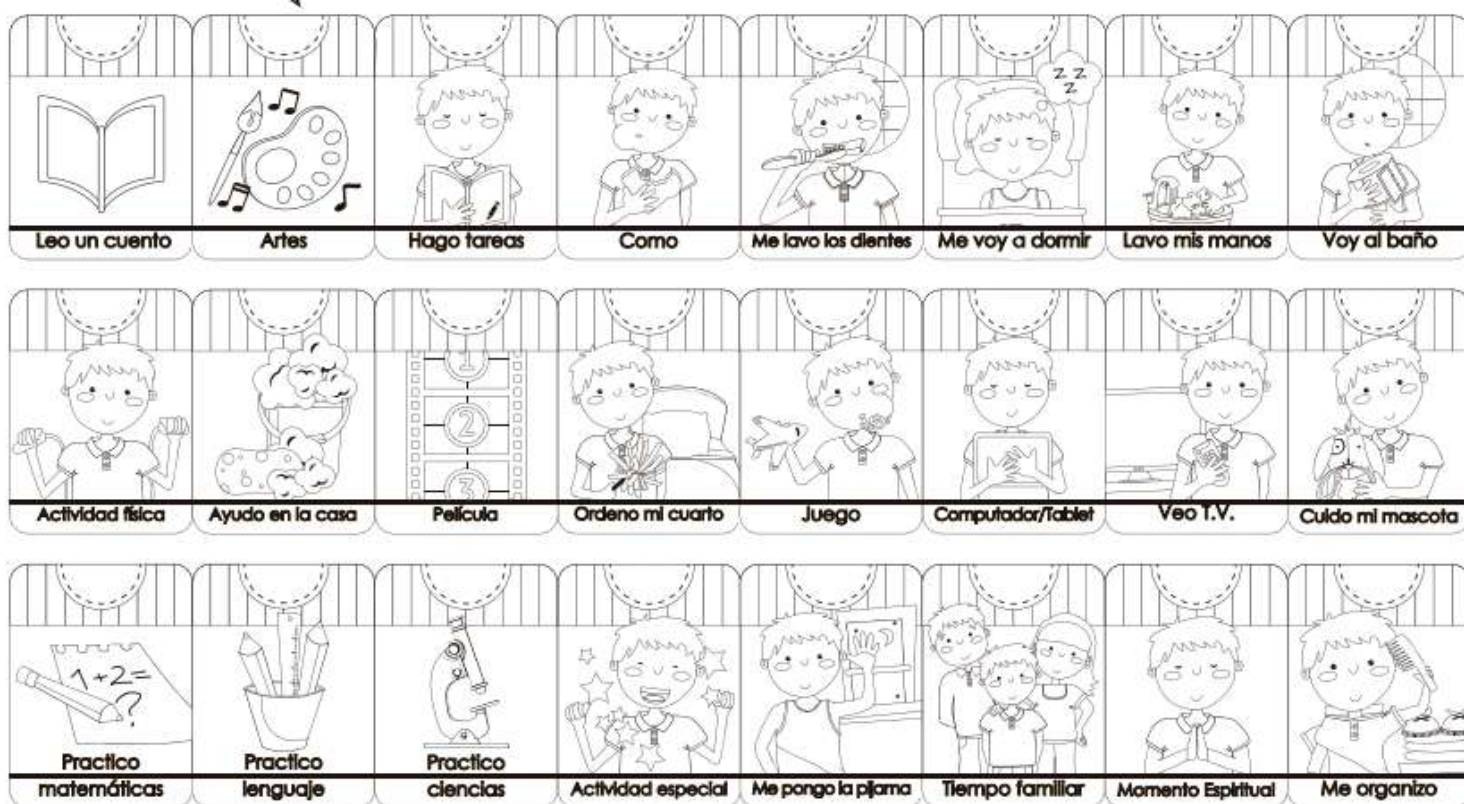 Leo un cuento
Artes
Hago tareas
Como
Me lavo los dientes
Me voy a dormir
Lavo mis manos
Voy al baño
z z
z
Actividad física
Ayudo en la casa
Película
Ordeno mi cuarto
Juego
Computador/Tablet
Veo T.V.
Cuido mi mascota
1
2
3
Practico
matemáticas
Practico
lenguaje
Practico
ciencias
Actividad especial
Me pongo la pijama
Tiempo familiar
Momento Espiritual
Me organizo
1+2=
?